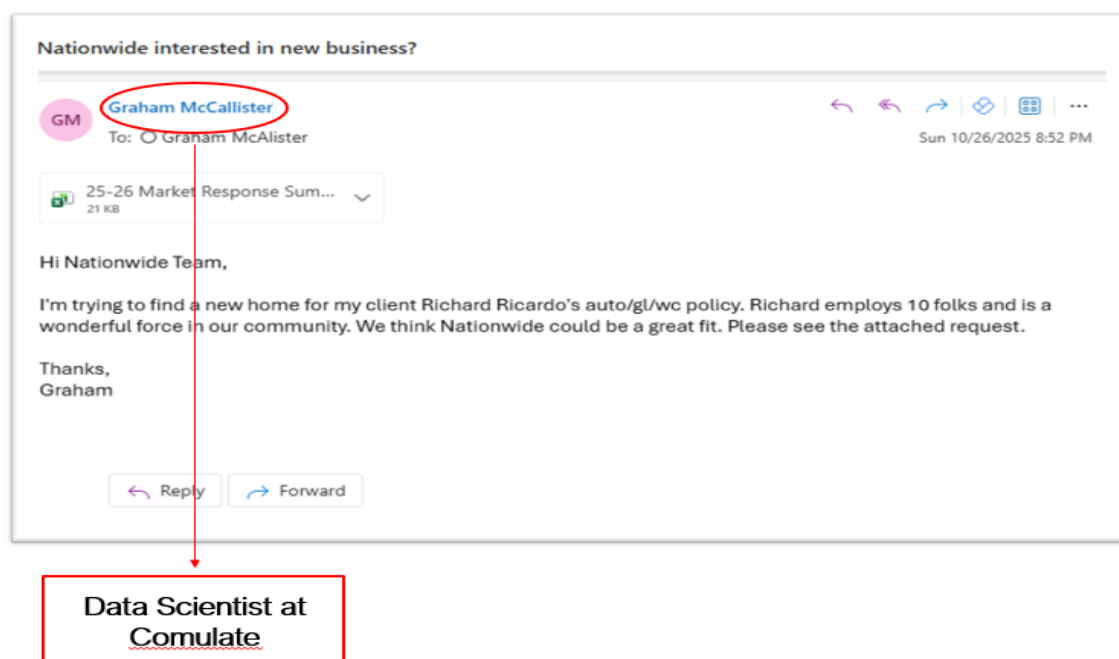 Nationwide interested in new business?
GM
Graham McCallister
To: Graham McAlister
Sun 10/26/2025 8:52 PM
25-26 Market Response Sum...
21 KB
Hi Nationwide Team,
I'm trying to find a new home for my client Richard Ricardo's auto/gl/wc policy. Richard employs 10 folks and is a
wonderful force in our community. We think Nationwide could be a great fit. Please see the attached request.
Thanks,
Graham
Reply
Forward
Data Scientist at
Comulate